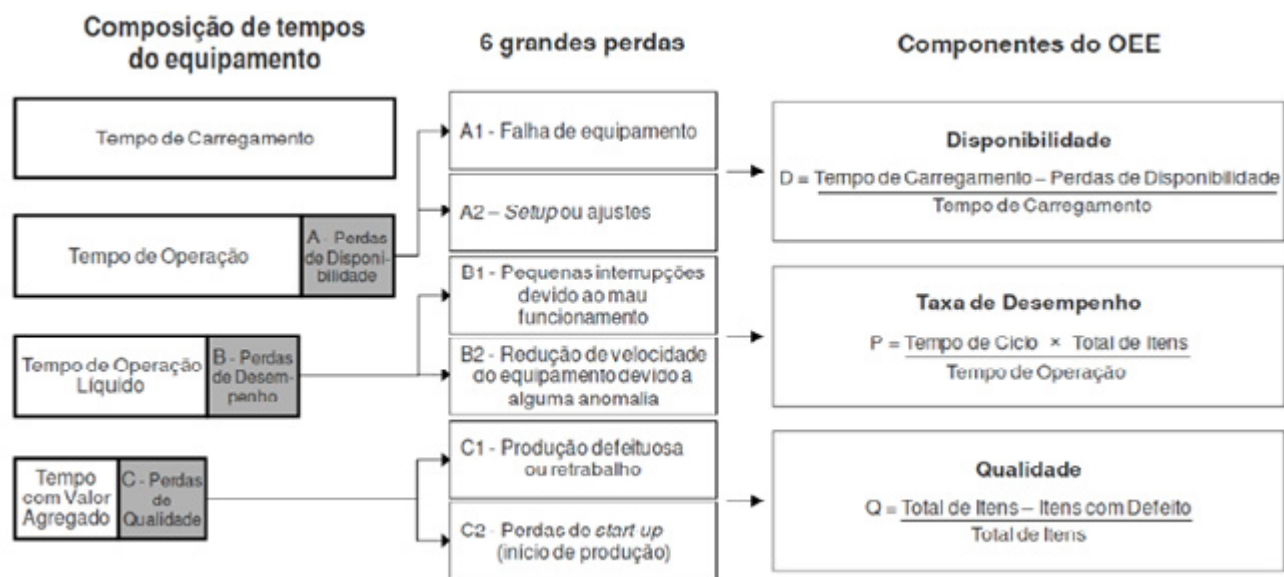 Composição de tempos
do equipamento
Tempo de Carregamento
Tempo de Operação
A - Perdas
de Disponi-
bilidade
Tempo de Operação
Líquido
B - Perdas
de Desem-
penho
Tempo
com Valor
Agregado
C - Perdas
de
Qualidade
6 grandes perdas
A1 - Falha de equipamento
A2 – Setup ou ajustes
B1 - Pequenas interrupções
devido ao mau
funcionamento
B2 - Redução de velocidade
do equipamento devido a
alguma anomalia
C1 - Produção defeituosa
ou retrabalho
C2 - Perdas de start up
(início de produção)
Componentes do OEE
Disponibilidade
D = Tempo de Carregamento – Perdas de Disponibilidade
Tempo de Carregamento
Taxa de Desempenho
P = Tempo de Ciclo × Total de Itens
Tempo de Operação
Qualidade
Q = Total de Itens – Itens com Defeito
Total de Itens